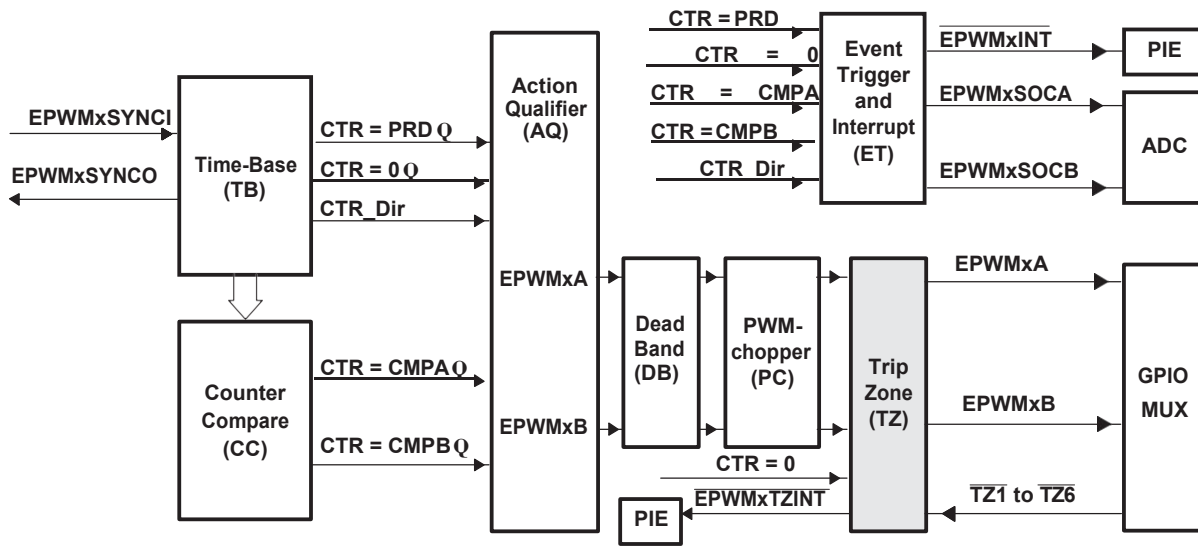 EPWMxSYNCI
EPWMxSYNCO
Time-Base
(TB)
CTR = PRD Q
CTR = 0 Q
CTR_Dir
Counter
Compare
(CC)
CTR = CMPA Q
CTR = CMPB Q
Action
Qualifier
(AQ)
EPWMxA
EPWMxB
CTR = PRD
CTR = 0
CTR = CMPA
CTR = CMPB
CTR Dir
Event
Trigger
and
Interrupt
(ET)
EPWMxINT
EPWMxSOCA
EPWMxSOCB
PIE
ADC
Dead
Band
(DB)
PWM-
chopper
(PC)
Trip
Zone
(TZ)
CTR = 0
EPWMxTZINT
PIE
EPWMxA
EPWMxB
TZ1 to TZ6
GPIO
MUX